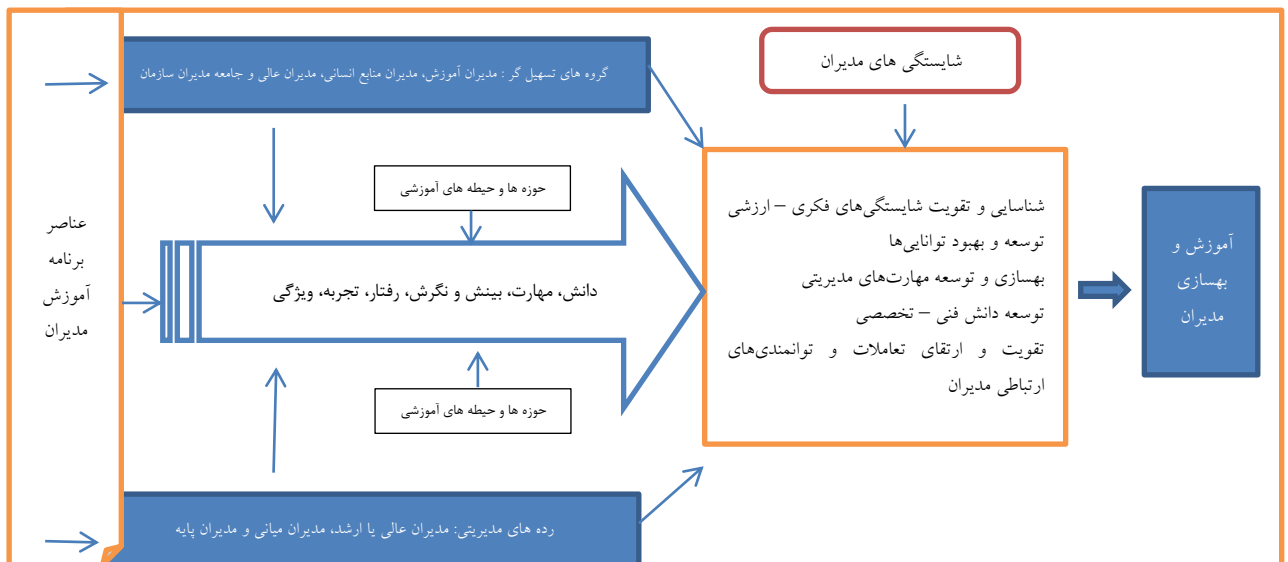 گروه های تسهیل گر : مدیران آموزش، مدیران منابع انسانی، مدیران عالی و جامعه مدیران سازمان
شایستگی های مدیران
حوزه ها و حیطه های آموزشی
عناصر
برنامه
آموزش
مدیران
دانش، مهارت، بینش و نگرش، رفتار، تجربه، ویژگی
شناسایی و تقویت شایستگی‌های فکری – ارزشی
توسعه و بهبود توانایی‌ها
بهسازی و توسعه مهارت‌های مدیریتی
توسعه دانش فنی – تخصصی
تقویت و ارتقای تعاملات و توانمندی‌های
ارتباطی مدیران
آموزش و
بهسازی
مدیران
حوزه ها و حیطه های آموزشی
رده های مدیریتی: مدیران عالی یا ارشد، مدیران میانی و مدیران پایه